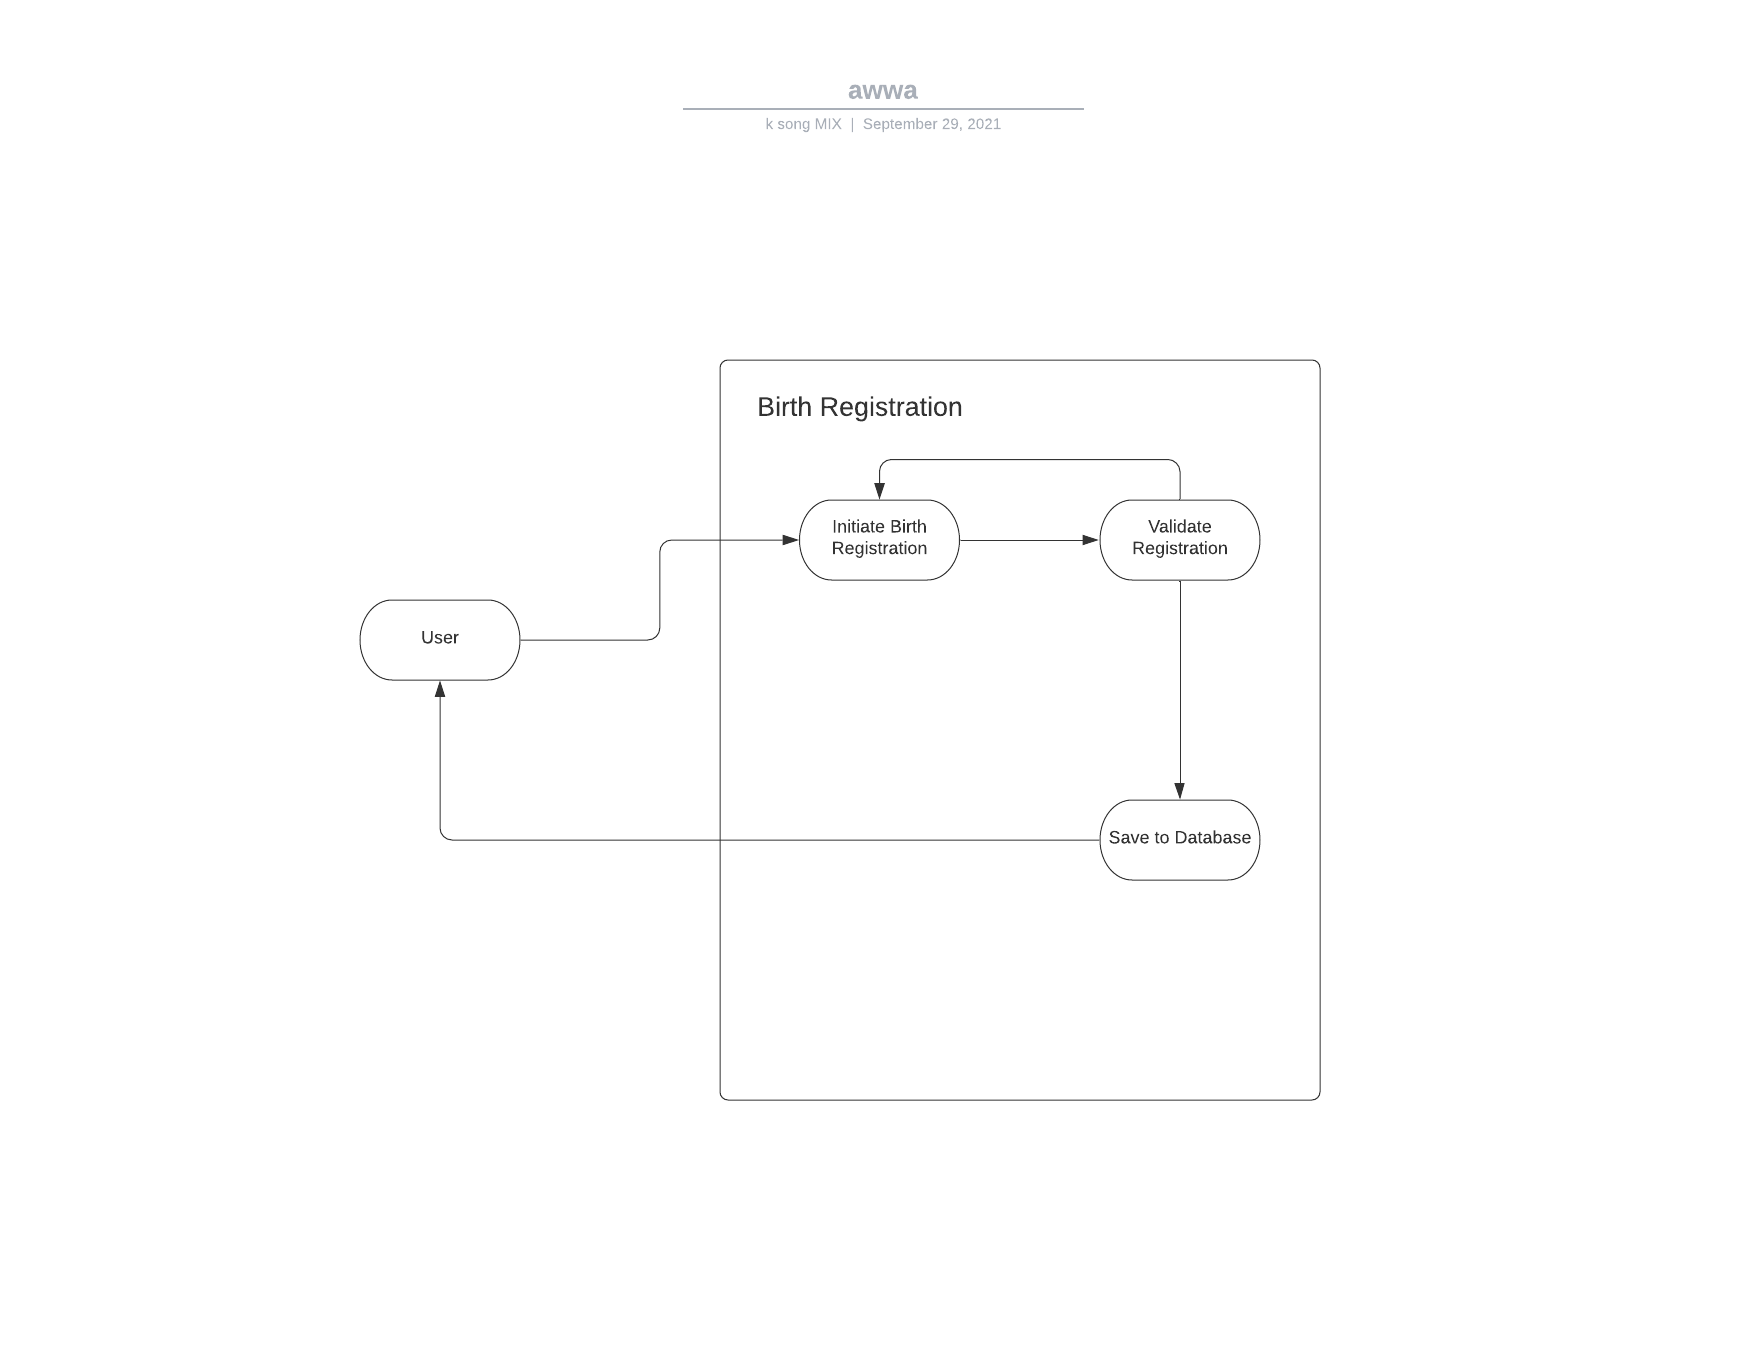 awwa
k song MIX | September 29, 2021
Birth Registration
Initiate Birth
Registration
Validate
Registration
User
Save to Database